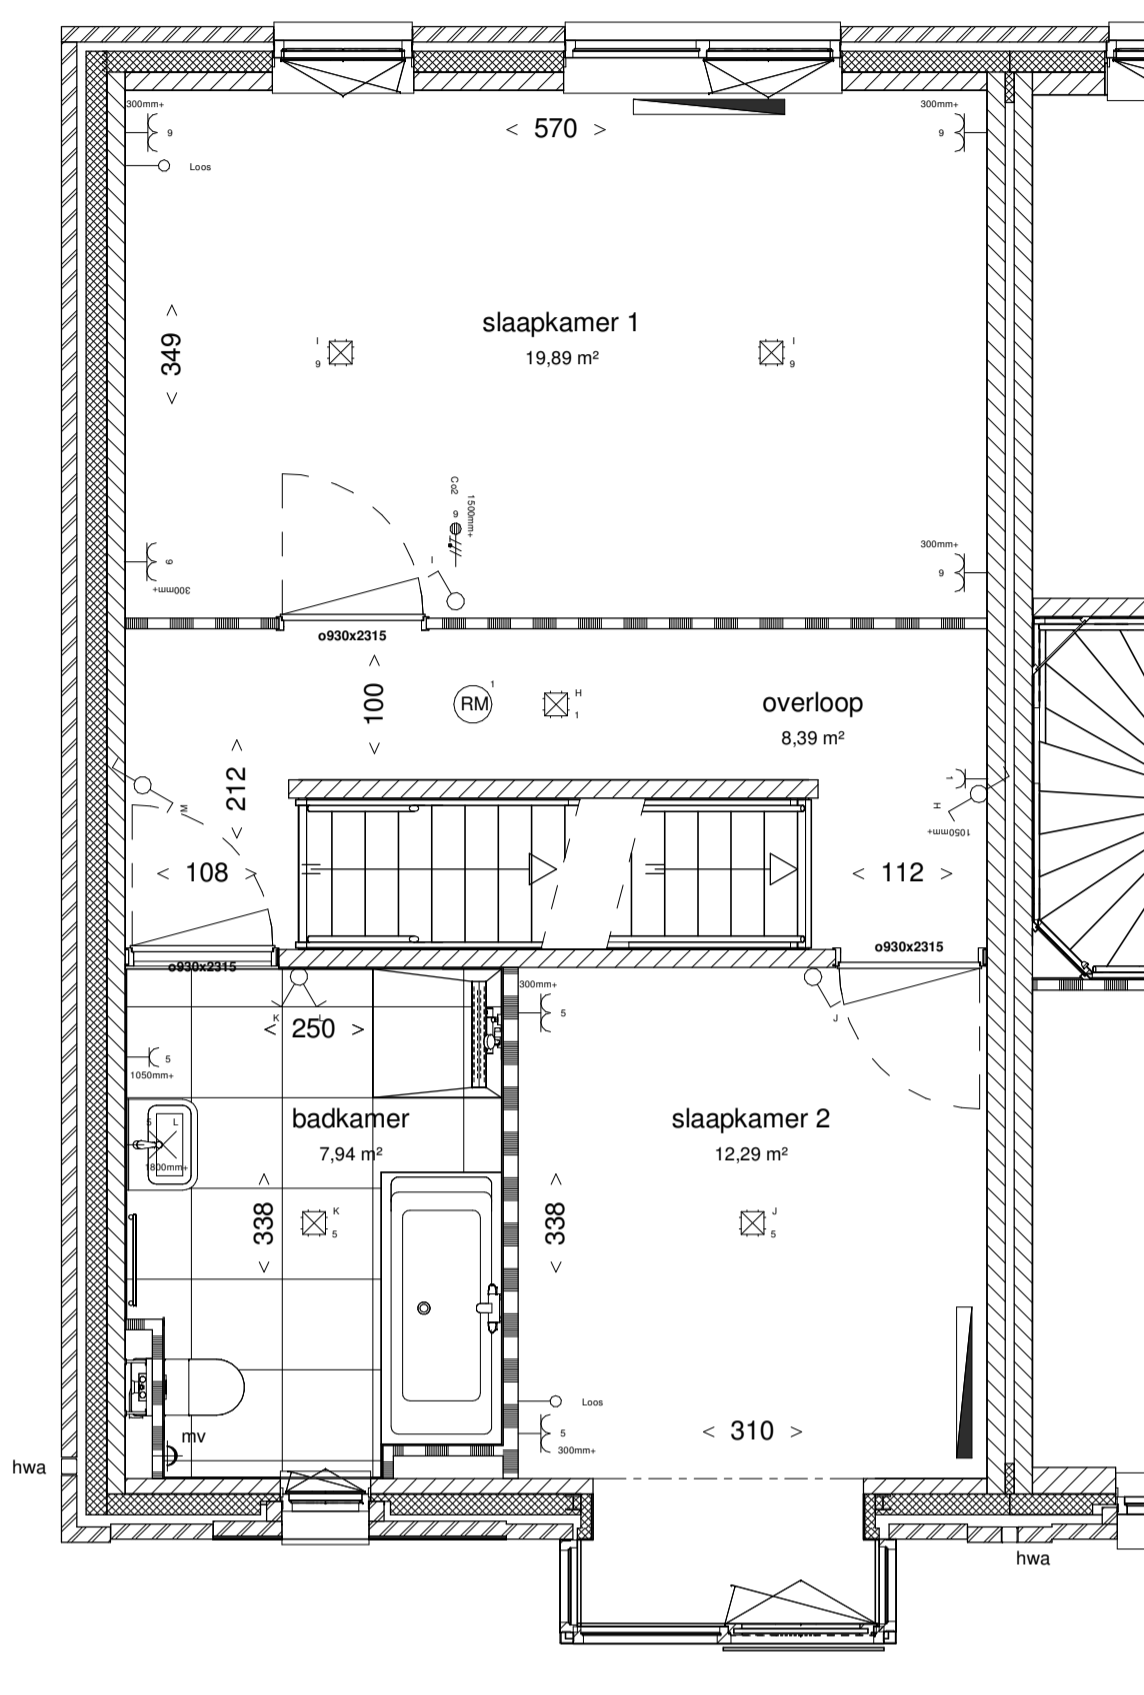 300mm+
9
Loos
< 570 >
300mm+
9
< 349 >
slaapkamer 1
19,89 m²
I
9
I
9
Co2
9
1500mm+
I
9
300mm+
300mm+
9
o930x2315
< 100 >
RM
1
H
1
overloop
8,39 m²
< 212 >
M
1
H
1050mm+
< 108 >
< 112 >
o930x2315
o930x2315
K
L
< 250 >
5
1050mm+
300mm+
5
J
badkamer
7,94 m²
5
L
1800mm+
slaapkamer 2
12,29 m²
< 338 >
K
5
< 338 >
J
5
Loos
5
300mm+
< 310 >
mv
hwa
hwa